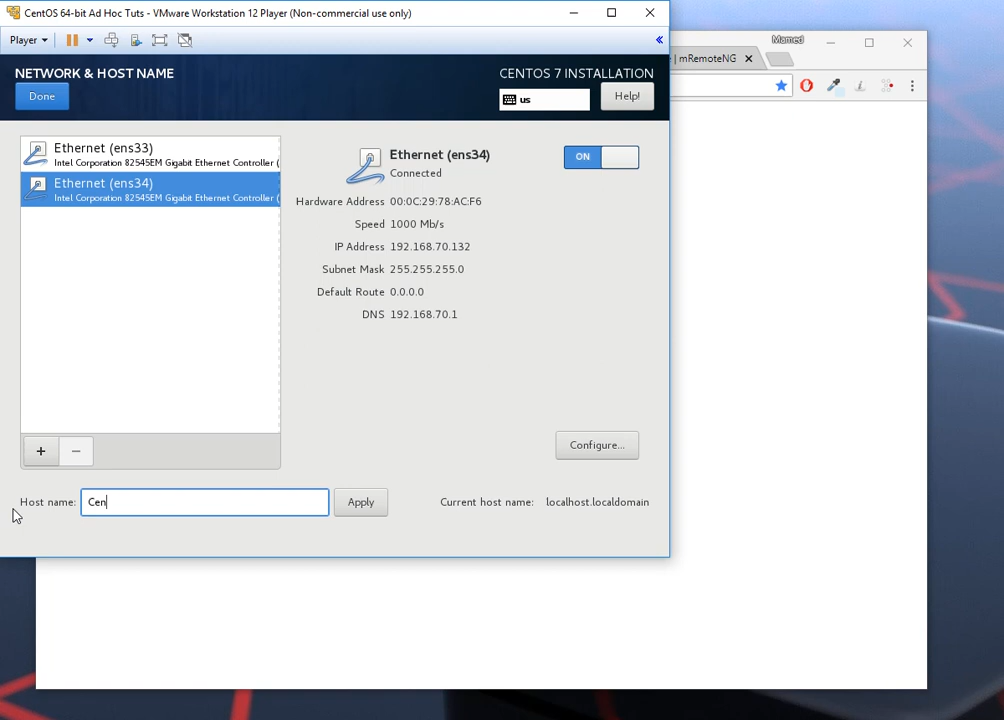 CentOS 64-bit Ad Hoc Tuts - VMware Workstation 12 Player (Non-commercial use only)
Mamed
Player
«
| mRemoteNG
NETWORK & HOST NAME
CENTOS 7 INSTALLATION
Done
us
Help!
Ethernet (ens33)
Intel Corporation 82545EM Gigabit Ethernet Controller (
Ethernet (ens34)
Intel Corporation 82545EM Gigabit Ethernet Controller (
Ethernet (ens34)
Connected
ON
Hardware Address 00:0C:29:78:AC:F6
Speed 1000 Mb/s
IP Address 192.168.70.132
Subnet Mask 255.255.255.0
Default Route 0.0.0.0
DNS 192.168.70.1
+ −
Configure...
Host name: Cen
Apply
Current host name: localhost.localdomain